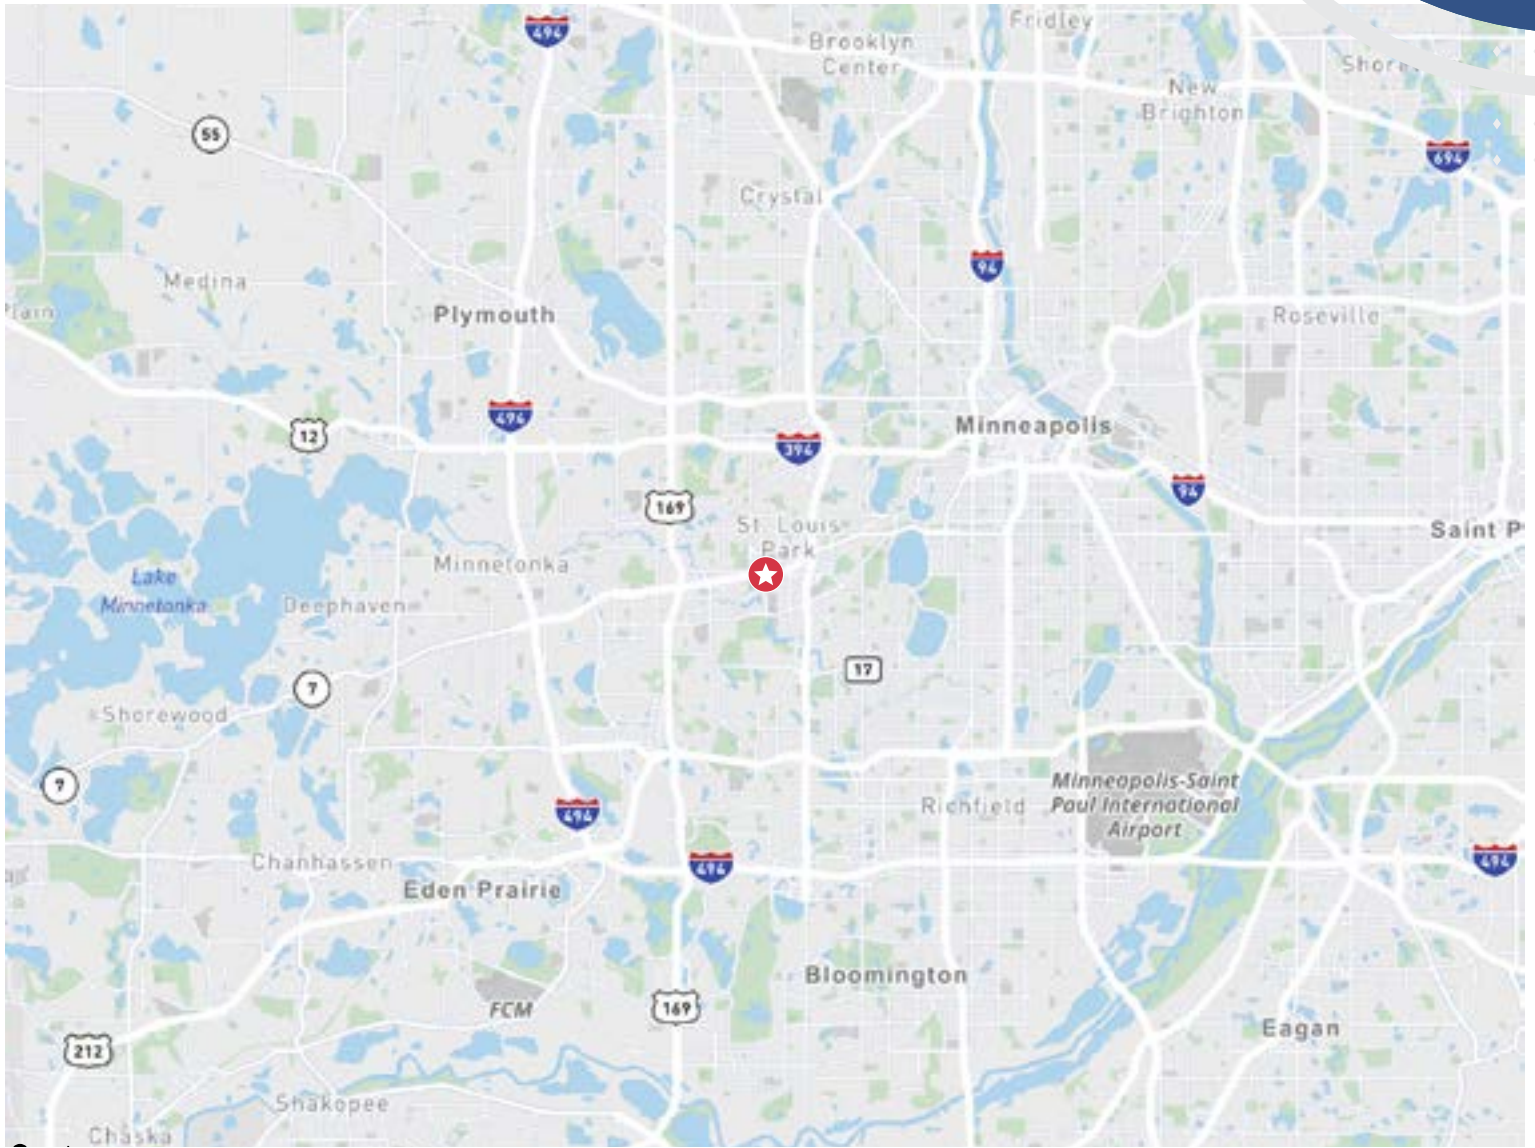 Fridley
494
Brooklyn
Center
New
Brighton
55
694
Crystal
94
Medina
Plymouth
Roseville
494
Minneapolis
12
394
94
169
St. Louis
Park
Saint P
Minnetonka
Lake
Minnetonka
Deephaven
17
7
Shorewood
7
Minneapolis-Saint
Paul International
Airport
Richfield
494
494
494
Chanhassen
Eden Prairie
Bloomington
FCM
169
Eagan
212
Shakopee
Chaska